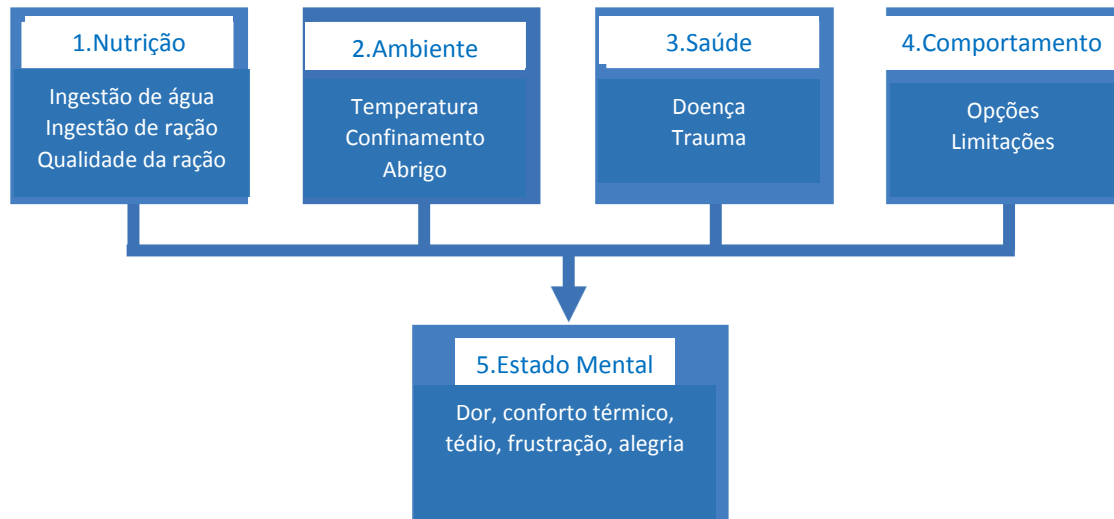 1.Nutrição
Ingestão de água
Ingestão de ração
Qualidade da ração
2.Ambiente
Temperatura
Confinamento
Abrigo
3.Saúde
Doença
Trauma
4.Comportamento
Opções
Limitações
5.Estado Mental
Dor, conforto térmico,
tédio, frustração, alegria